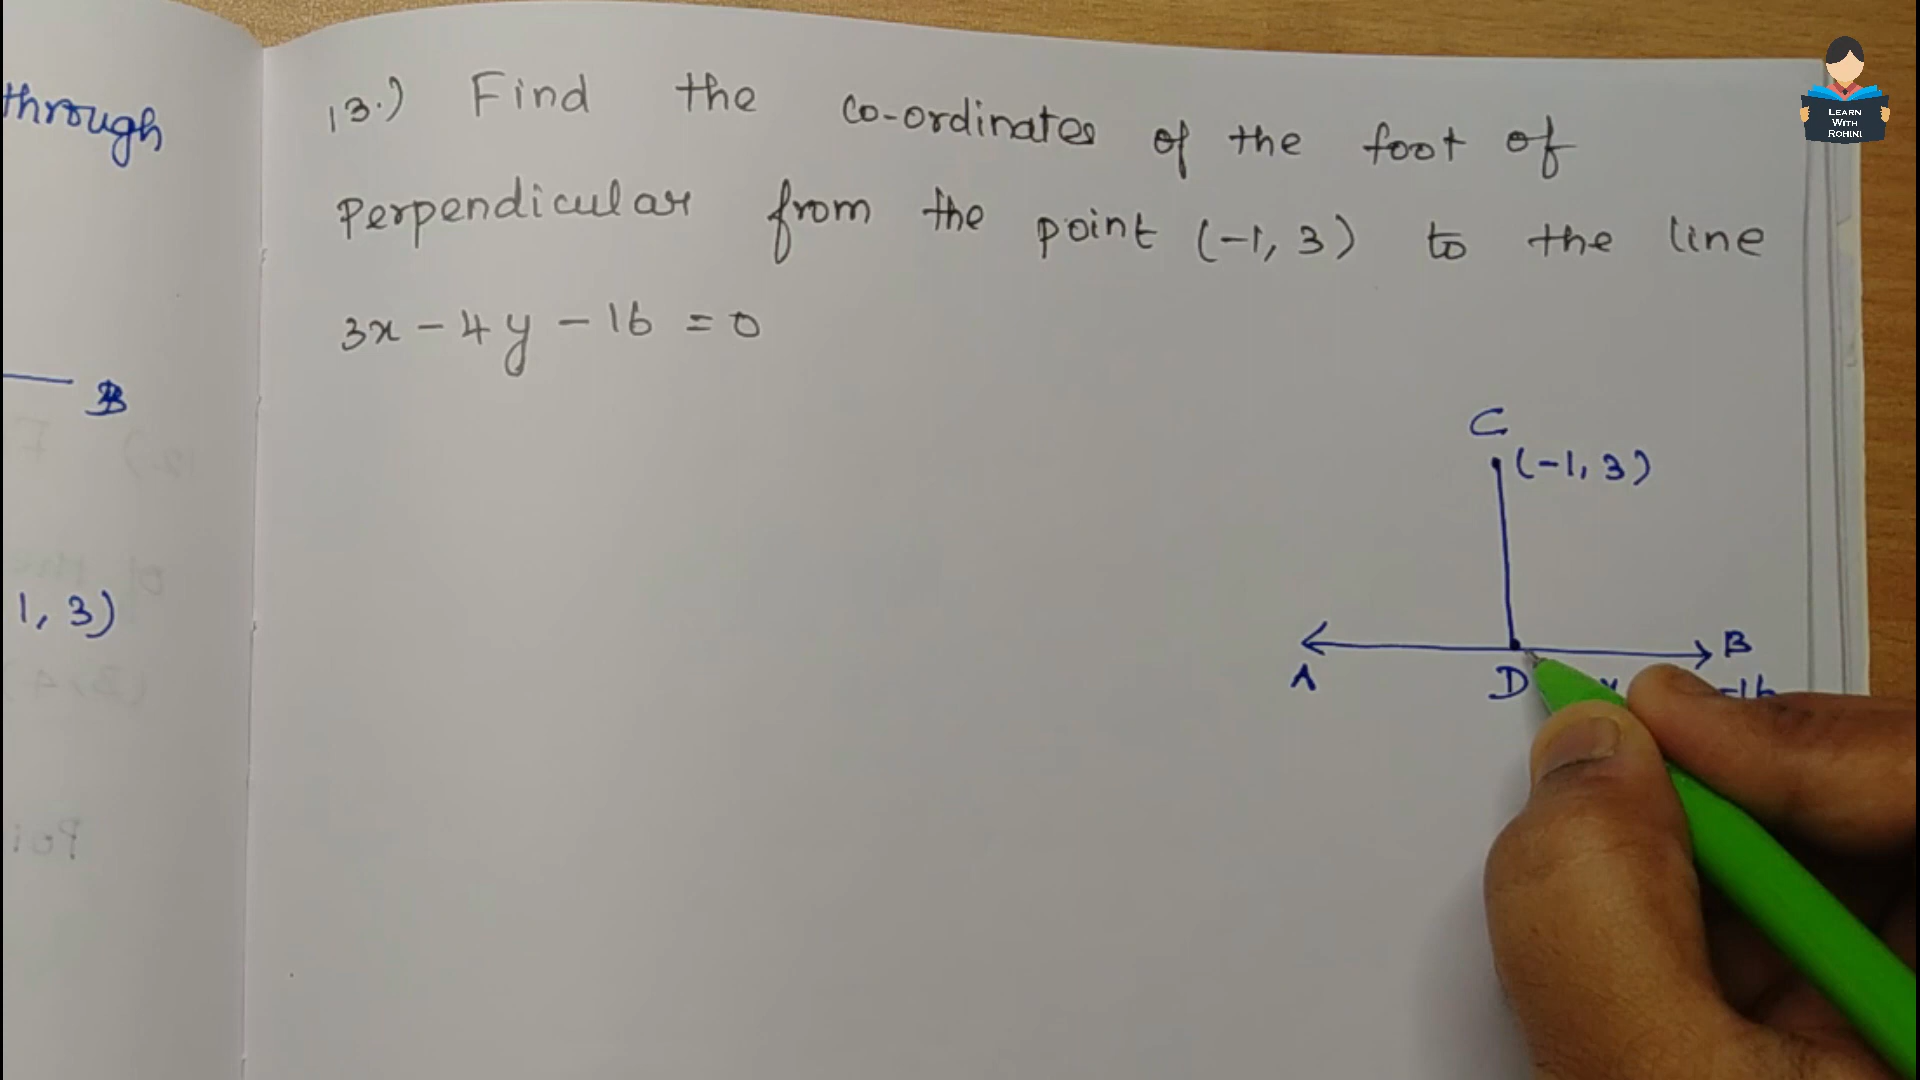 through
B
1, 3)
13.) Find the co-ordinates of the foot of
Perpendicular from the point (-1, 3) to the line
3x - 4y - 16 = 0
C
(-1, 3)
A D B
-16
LEARN
WITH
ROHINI